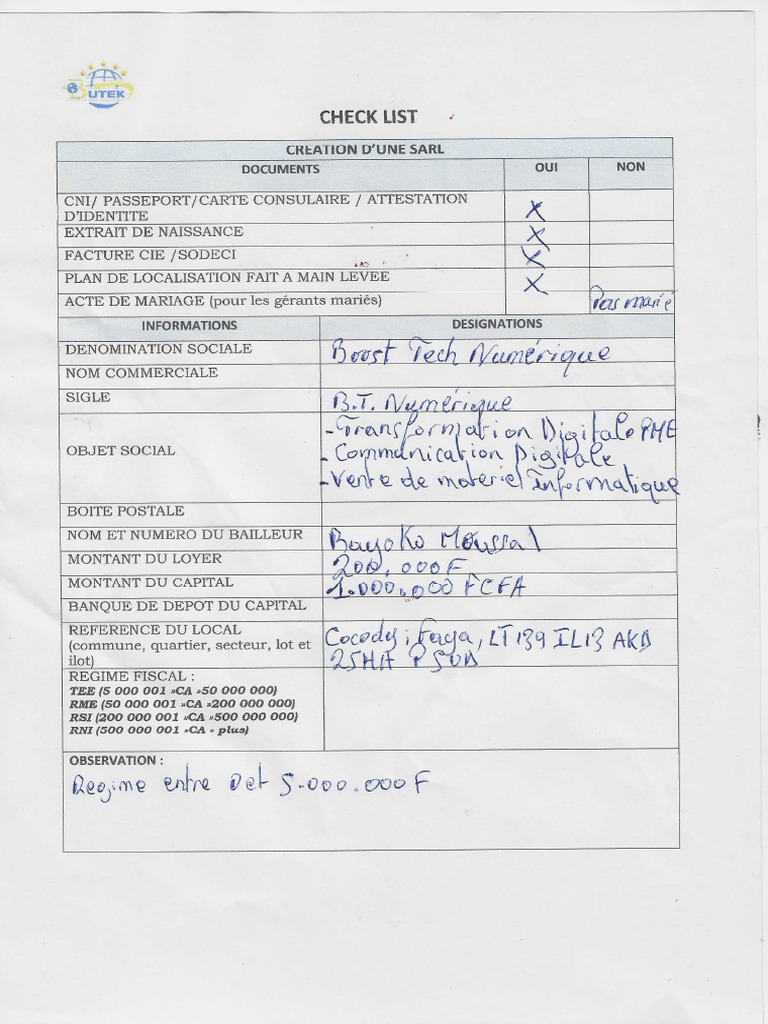 BUTEK
CHECK LIST
CREATION D'UNE SARL
DOCUMENTS OUI NON
CNI/ PASSEPORT/CARTE CONSULAIRE / ATTESTATION
D'IDENTITE X
EXTRAIT DE NAISSANCE X
FACTURE CIE /SODECI X
PLAN DE LOCALISATION FAIT A MAIN LEVEE X
ACTE DE MARIAGE (pour les gérants mariés) Pas marié
INFORMATIONS DESIGNATIONS
DENOMINATION SOCIALE Boost Tech Numérique
NOM COMMERCIALE
SIGLE B.T. Numérique
OBJET SOCIAL
- Transformation Digitale PME
- Communication Digitale
- Vente de materiel Informatique
BOITE POSTALE
NOM ET NUMERO DU BAILLEUR Bayoko Moussa
MONTANT DU LOYER 200.000F
MONTANT DU CAPITAL 1.000.000 FCFA
BANQUE DE DEPOT DU CAPITAL
REFERENCE DU LOCAL Cocody, Faya, LT139 IL13 AKD
(commune, quartier, secteur, lot et 25HA
ilot)
REGIME FISCAL :
TEE (5 000 001 »CA »50 000 000)
RME (50 000 001 »CA »200 000 000)
RSI (200 000 001 »CA »500 000 000)
RNI (500 000 001 »CA » plus)
OBSERVATION :
Regime entre 0 et 5.000.000F